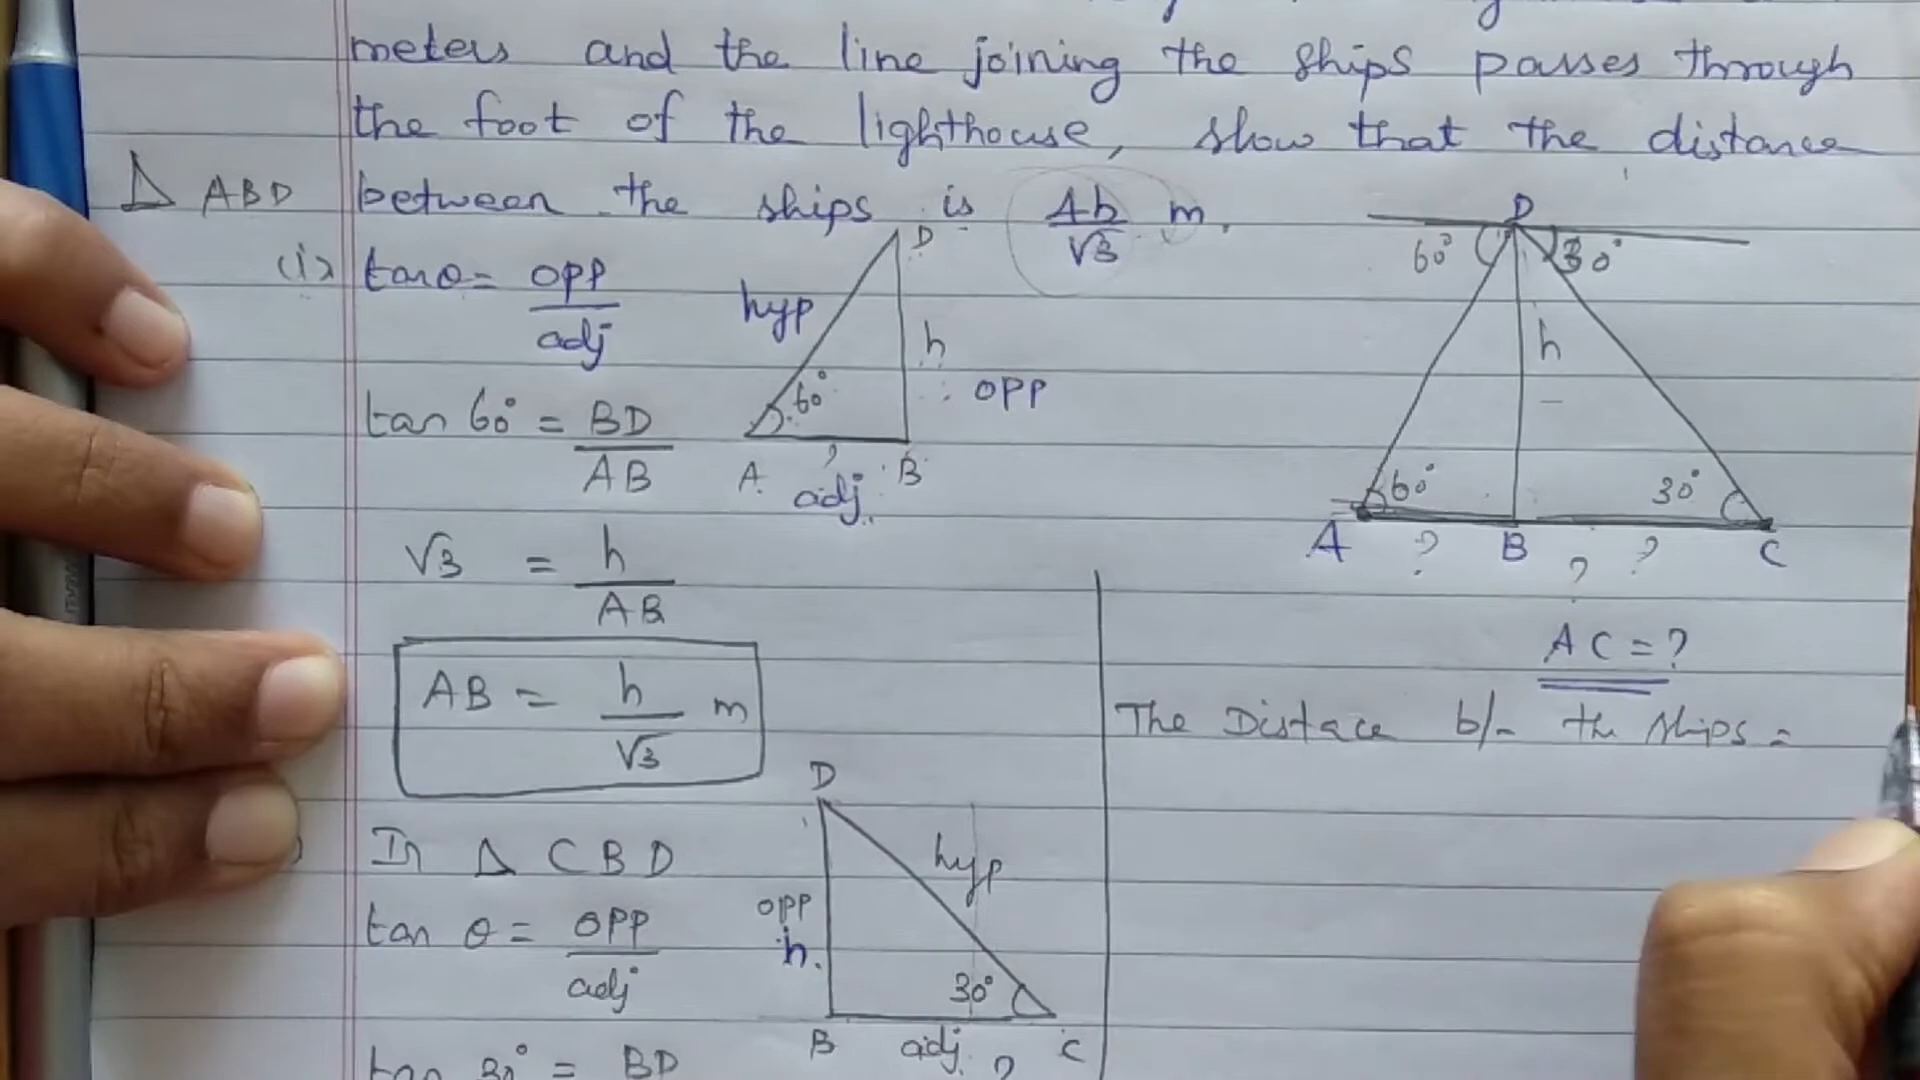 meters and the line joining the ships passes through
the foot of the lighthouse, show that the distance
between the ships is 4h/√3 m.
Δ ABD
(i) tanθ = opp/adj
tan 60° = BD/AB
√3 = h/AB
AB = h/√3 m
D
hyp
h
opp
60°
A
?
B
adj
D
60°
30°
h
60°
30°
A
?
B
?
?
C
AC = ?
The Distace b/n the ships =
In Δ CBD
tan θ = opp/adj
tan 30° = BD
D
hyp
opp
h
30°
B
adj
?
C